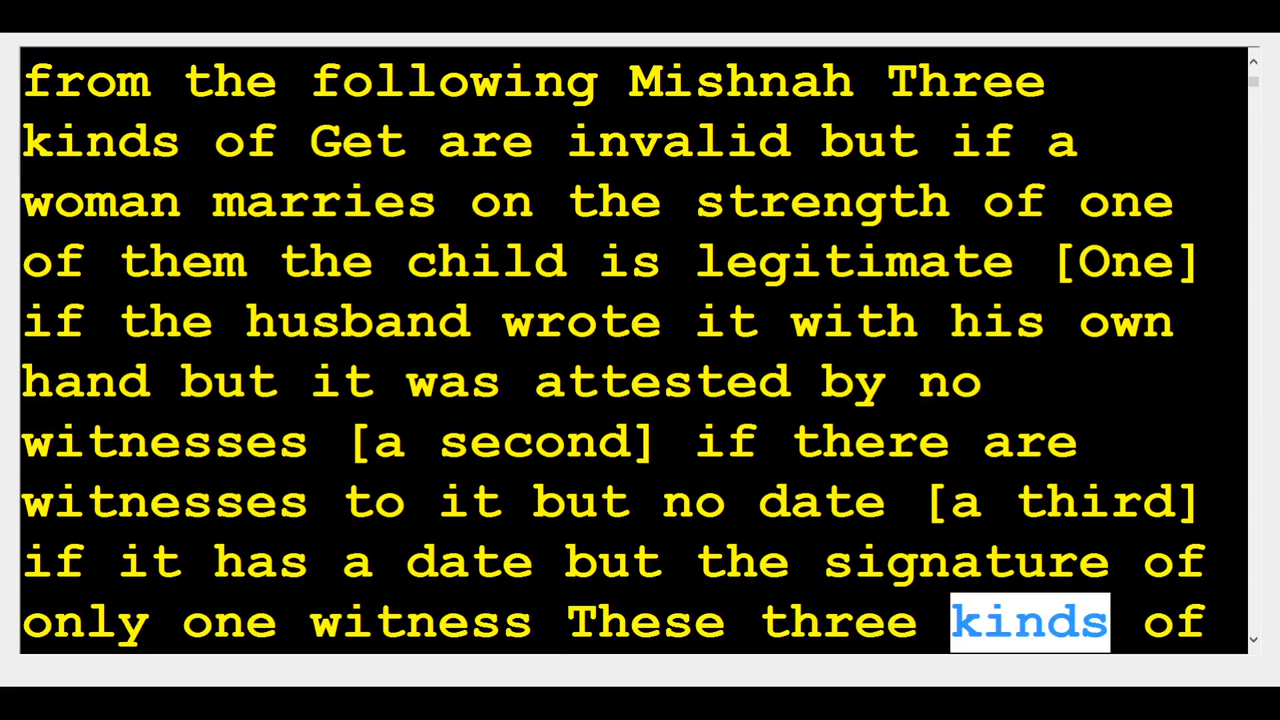 from the following Mishnah Three
kinds of Get are invalid but if a
woman marries on the strength of one
of them the child is legitimate [One]
if the husband wrote it with his own
hand but it was attested by no
witnesses [a second] if there are
witnesses to it but no date [a third]
if it has a date but the signature of
only one witness These three kinds of